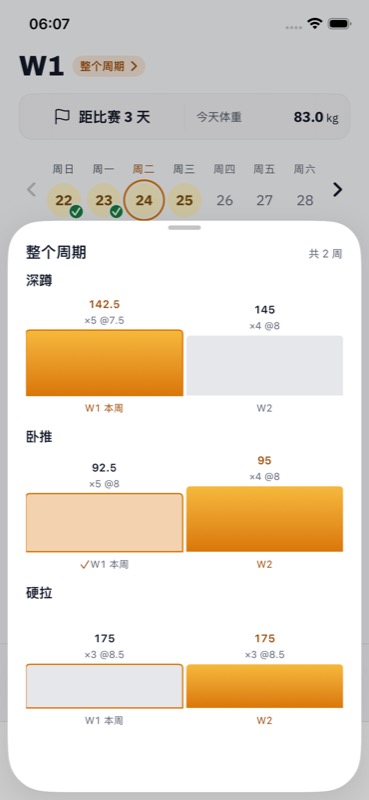 06:07
W1 整个周期
距比赛 3 天 今天体重 83.0 kg
周日 周一 周二 周三 周四 周五 周六
22 23 24 25 26 27 28
整个周期 共 2 周
深蹲
142.5 145
×5 @7.5 ×4 @8
W1 本周 W2
卧推
92.5 95
×5 @8 ×4 @8
W1 本周 W2
硬拉
175 175
×3 @8.5 ×3 @8.5
W1 本周 W2